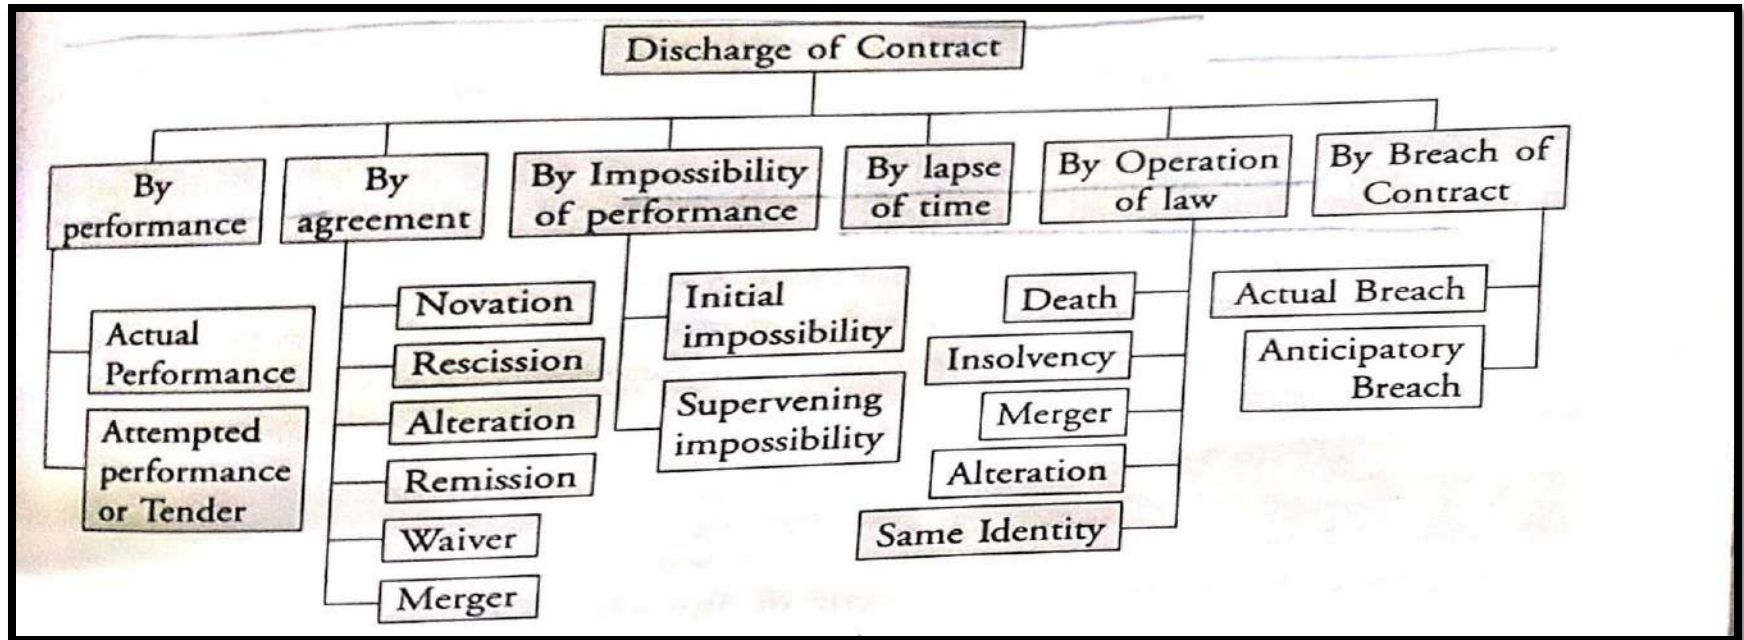 Discharge of Contract
By
performance
By
agreement
By Impossibility
of performance
By lapse
of time
By Operation
of law
By Breach of
Contract
Actual
Performance
Attempted
performance
or Tender
Novation
Rescission
Alteration
Remission
Waiver
Merger
Initial
impossibility
Supervening
impossibility
Death
Insolvency
Merger
Alteration
Same Identity
Actual Breach
Anticipatory
Breach